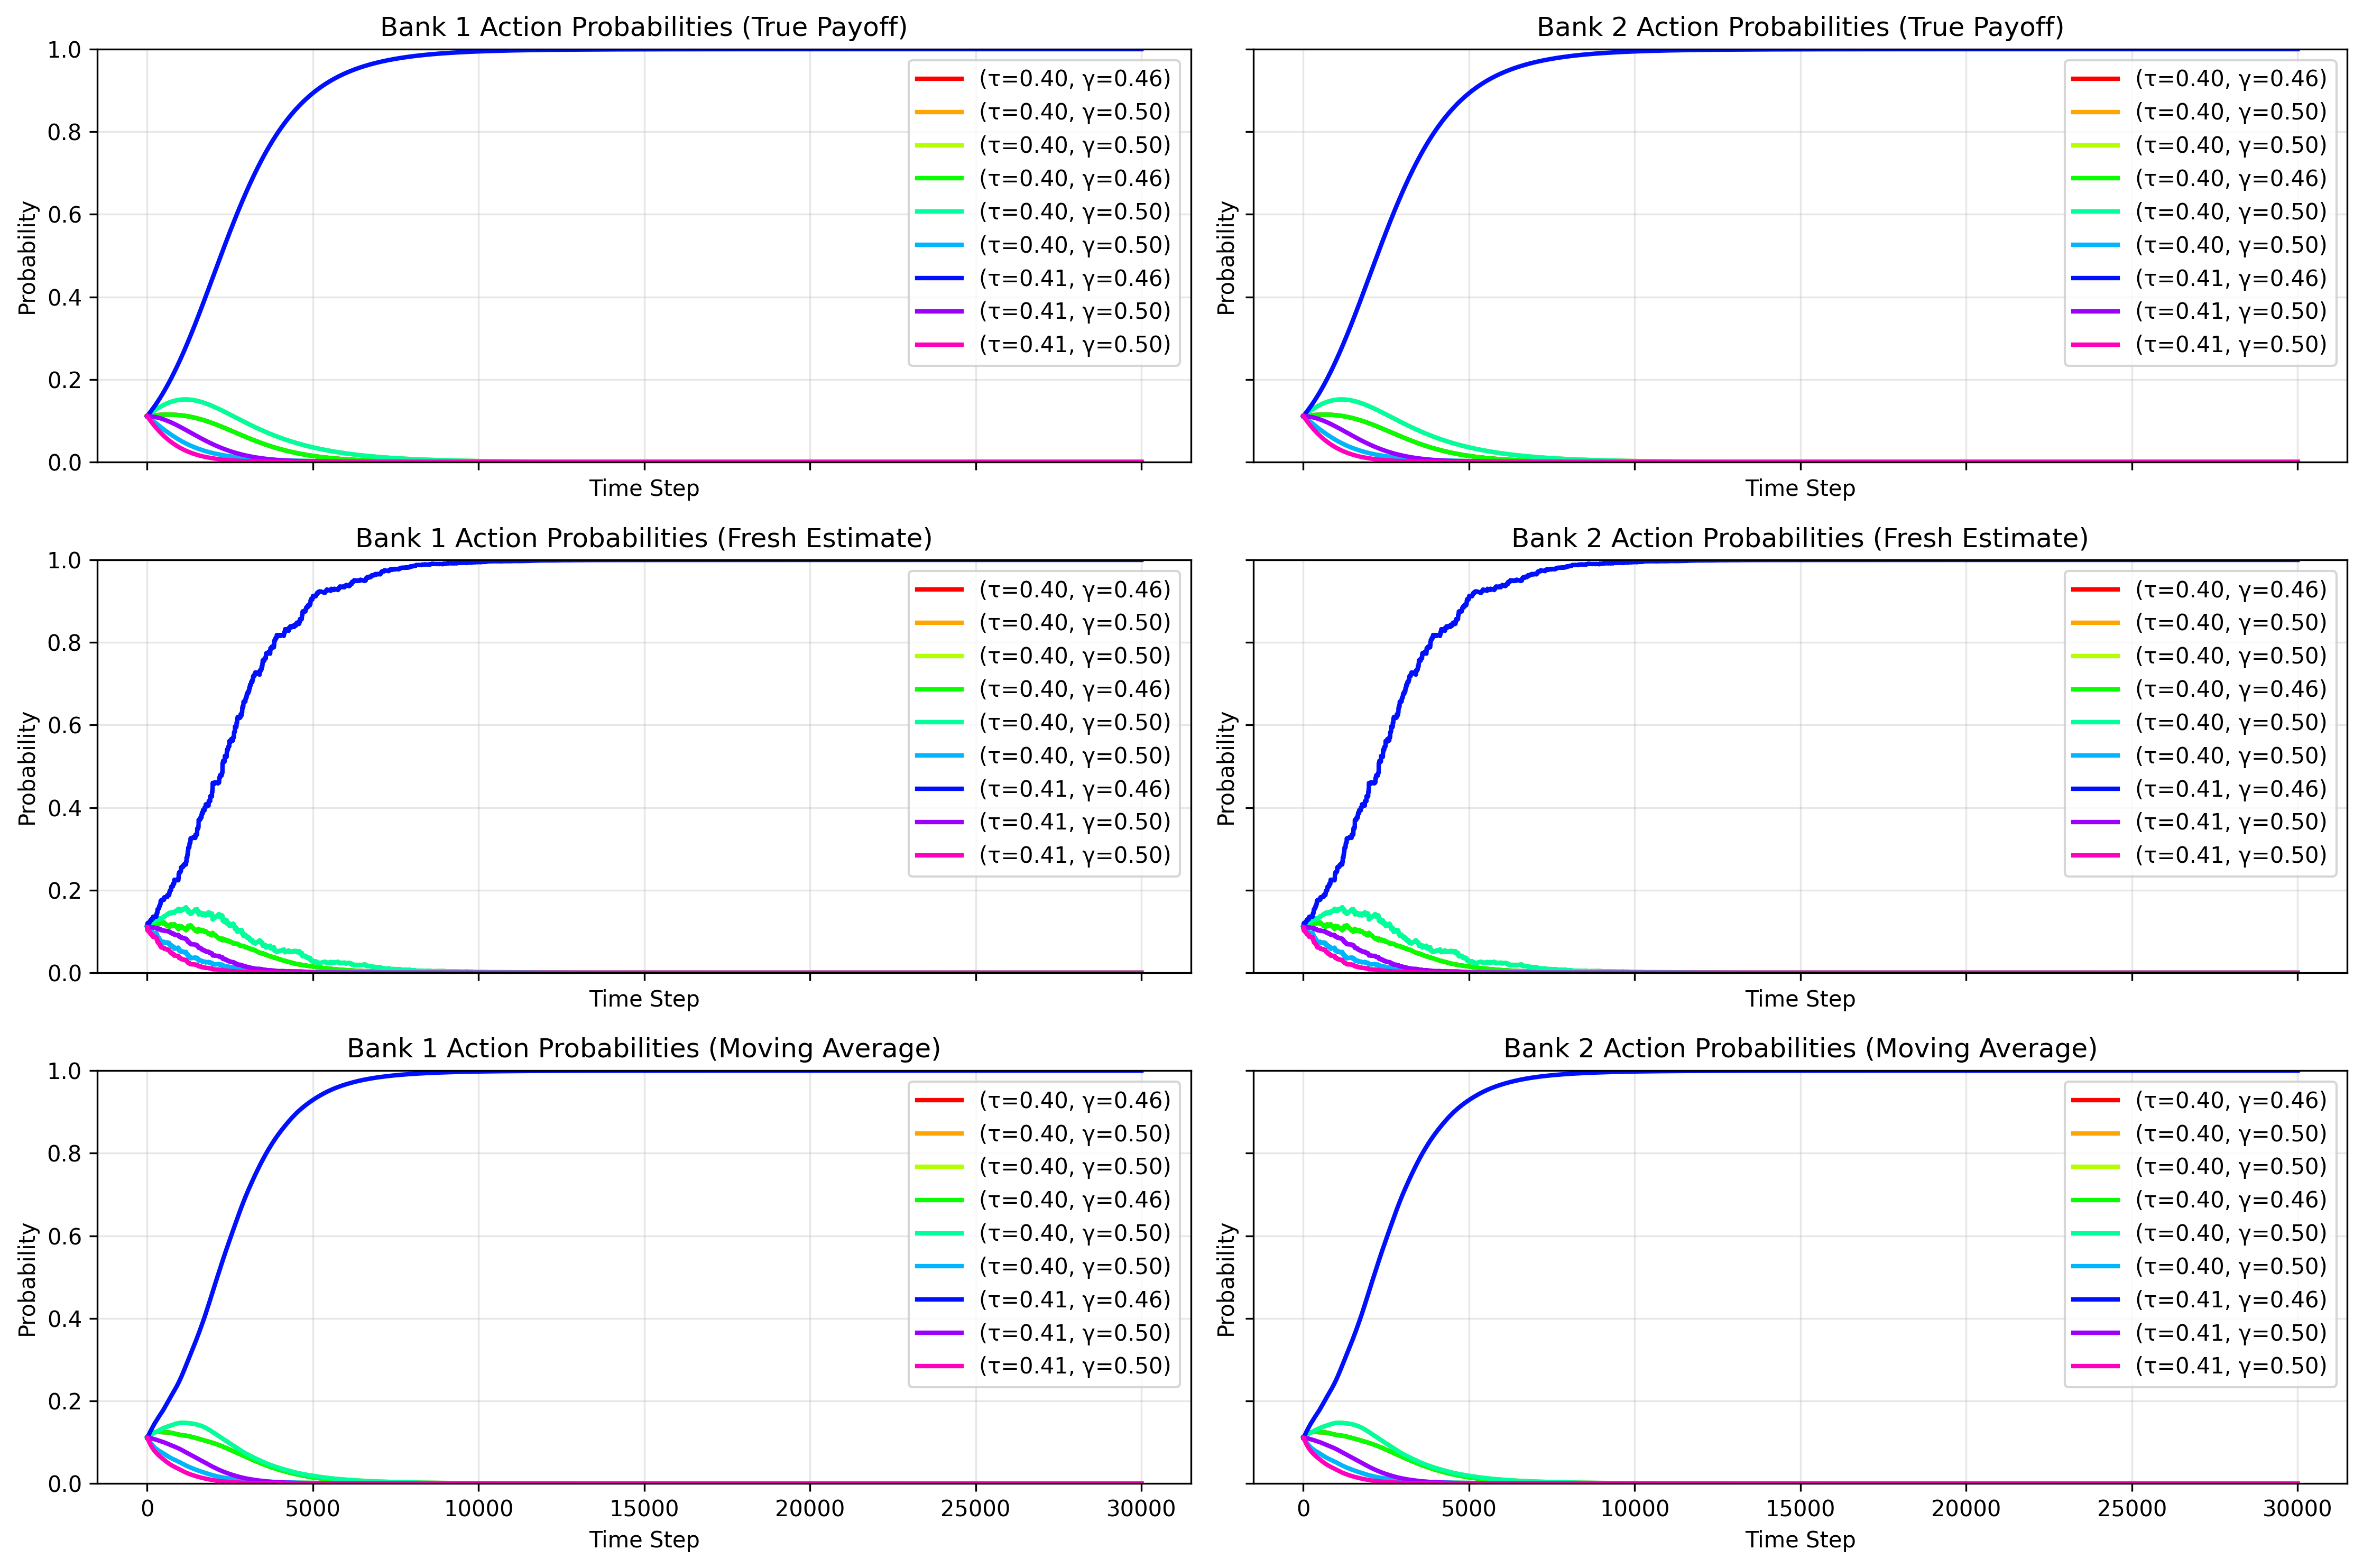 Bank 1 Action Probabilities (True Payoff)
1.0
0.8
0.6
0.4
0.2
0.0
Probability
Time Step
(τ=0.40, γ=0.46)
(τ=0.40, γ=0.50)
(τ=0.40, γ=0.50)
(τ=0.40, γ=0.46)
(τ=0.40, γ=0.50)
(τ=0.40, γ=0.50)
(τ=0.41, γ=0.46)
(τ=0.41, γ=0.50)
(τ=0.41, γ=0.50)
Bank 2 Action Probabilities (True Payoff)
Probability
Time Step
(τ=0.40, γ=0.46)
(τ=0.40, γ=0.50)
(τ=0.40, γ=0.50)
(τ=0.40, γ=0.46)
(τ=0.40, γ=0.50)
(τ=0.40, γ=0.50)
(τ=0.41, γ=0.46)
(τ=0.41, γ=0.50)
(τ=0.41, γ=0.50)
Bank 1 Action Probabilities (Fresh Estimate)
1.0
0.8
0.6
0.4
0.2
0.0
Probability
Time Step
(τ=0.40, γ=0.46)
(τ=0.40, γ=0.50)
(τ=0.40, γ=0.50)
(τ=0.40, γ=0.46)
(τ=0.40, γ=0.50)
(τ=0.40, γ=0.50)
(τ=0.41, γ=0.46)
(τ=0.41, γ=0.50)
(τ=0.41, γ=0.50)
Bank 2 Action Probabilities (Fresh Estimate)
Probability
Time Step
(τ=0.40, γ=0.46)
(τ=0.40, γ=0.50)
(τ=0.40, γ=0.50)
(τ=0.40, γ=0.46)
(τ=0.40, γ=0.50)
(τ=0.40, γ=0.50)
(τ=0.41, γ=0.46)
(τ=0.41, γ=0.50)
(τ=0.41, γ=0.50)
Bank 1 Action Probabilities (Moving Average)
1.0
0.8
0.6
0.4
0.2
0.0
Probability
0 5000 10000 15000 20000 25000 30000
Time Step
(τ=0.40, γ=0.46)
(τ=0.40, γ=0.50)
(τ=0.40, γ=0.50)
(τ=0.40, γ=0.46)
(τ=0.40, γ=0.50)
(τ=0.40, γ=0.50)
(τ=0.41, γ=0.46)
(τ=0.41, γ=0.50)
(τ=0.41, γ=0.50)
Bank 2 Action Probabilities (Moving Average)
Probability
0 5000 10000 15000 20000 25000 30000
Time Step
(τ=0.40, γ=0.46)
(τ=0.40, γ=0.50)
(τ=0.40, γ=0.50)
(τ=0.40, γ=0.46)
(τ=0.40, γ=0.50)
(τ=0.40, γ=0.50)
(τ=0.41, γ=0.46)
(τ=0.41, γ=0.50)
(τ=0.41, γ=0.50)